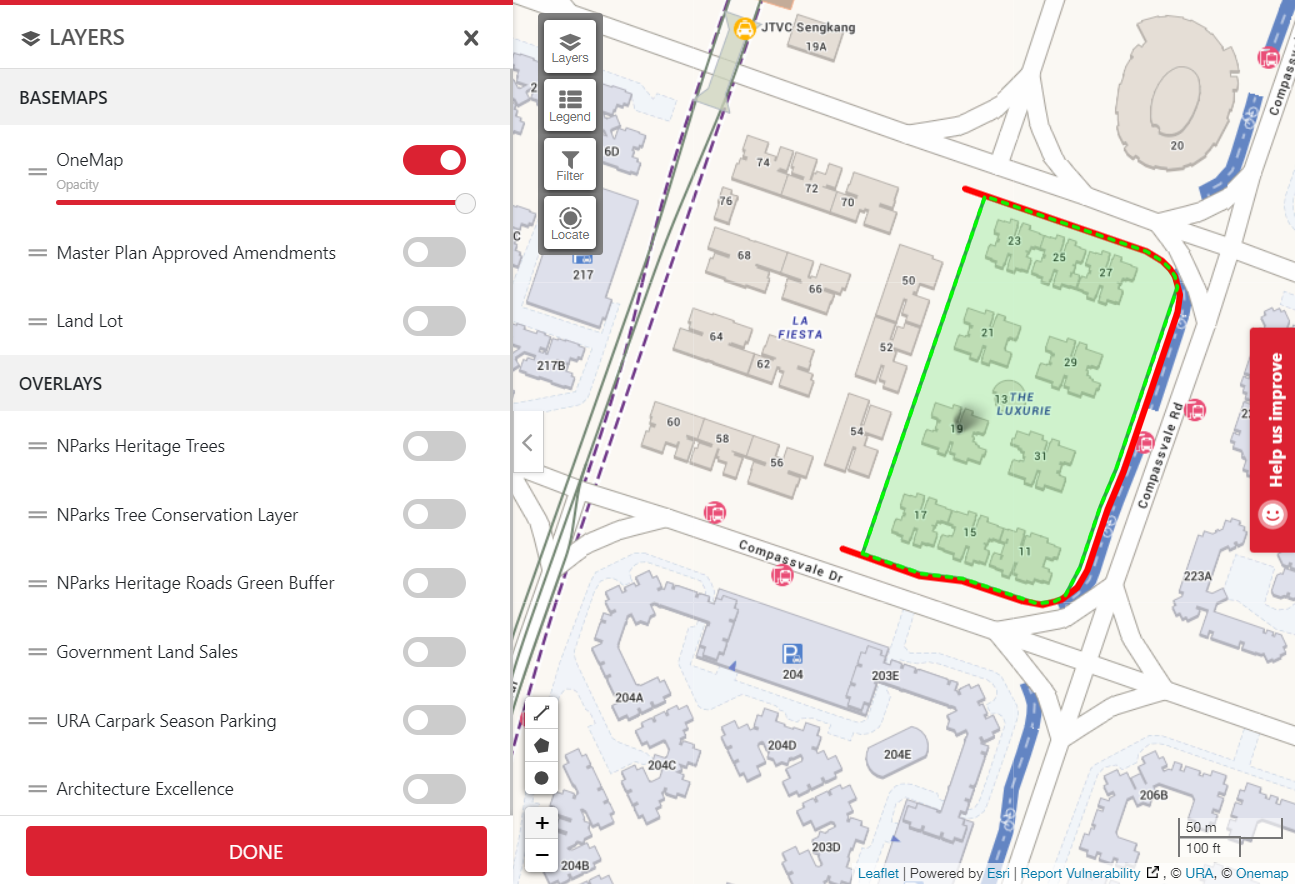 LAYERS
BASEMAPS
OneMap
Opacity
Master Plan Approved Amendments
Land Lot
OVERLAYS
NParks Heritage Trees
NParks Tree Conservation Layer
NParks Heritage Roads Green Buffer
Government Land Sales
URA Carpark Season Parking
Architecture Excellence
DONE
Layers
Legend
Filter
Locate
JTVC Sengkang
19A
20
Compassvale Rd
6D
74
72
70
76
217
68
66
LA
FIESTA
50
52
64
62
217B
60
58
56
54
23
25
27
21
29
13
THE
LUXURIE
19
31
17
15
11
Compassvale Rd
Compassvale Dr
Help us improve
223A
P
204
203E
204A
204D
204E
204C
206B
203D
204B
+
−
50 m
100 ft
Leaflet | Powered by Esri | Report Vulnerability , © URA, © Onemap